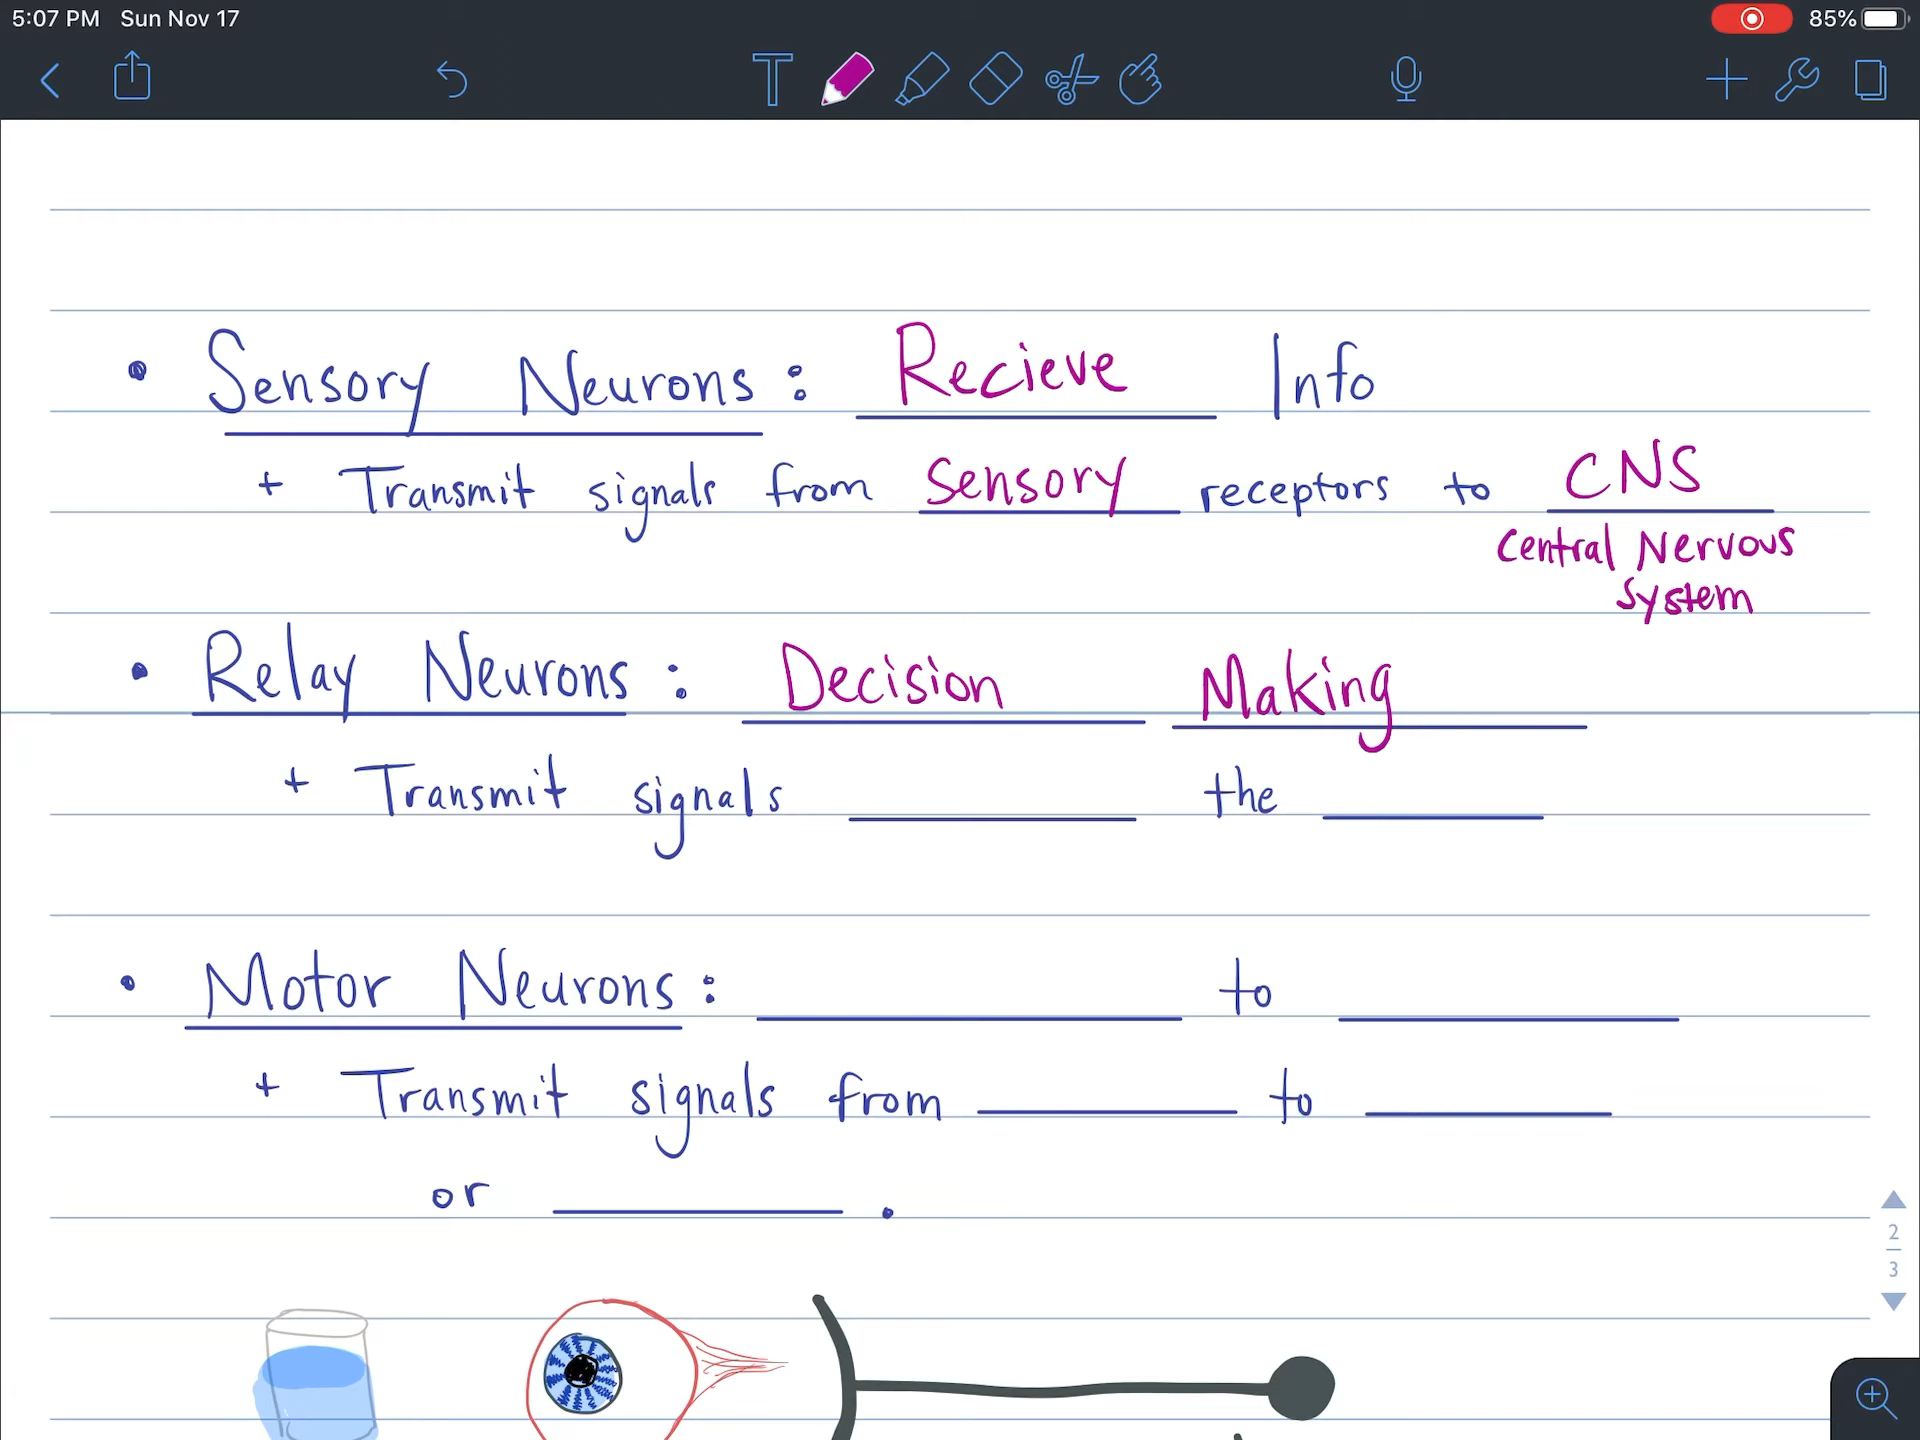 5:07 PM Sun Nov 17 85%
• Sensory Neurons: Recieve Info
+ Transmit signals from sensory receptors to CNS
Central Nervous
System
• Relay Neurons: Decision Making
+ Transmit signals the
• Motor Neurons: to
+ Transmit signals from to
or .
2
3